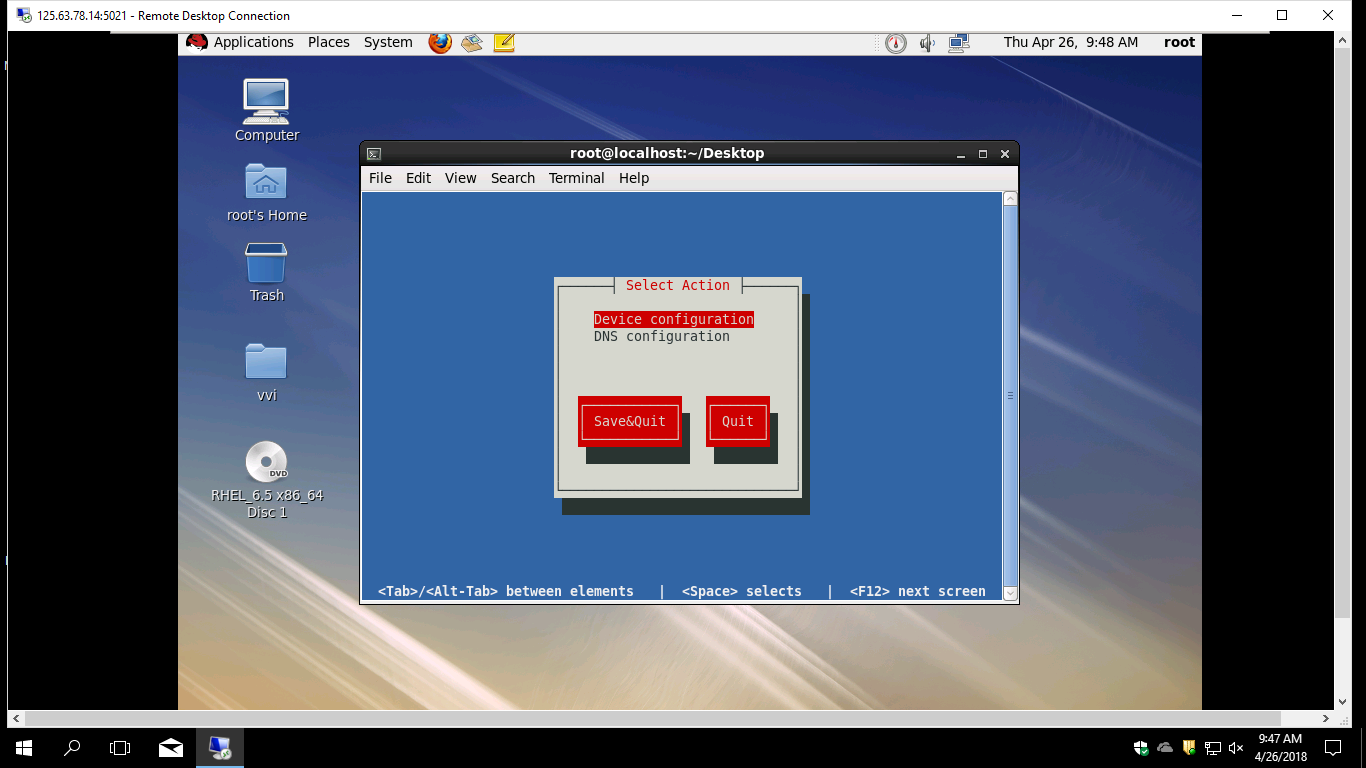 125.63.78.14:5021 - Remote Desktop Connection
Applications Places System Thu Apr 26, 9:48 AM root
Computer
root's Home
Trash
vvi
DVD
RHEL_6.5 x86_64
Disc 1
root@localhost:~/Desktop
File Edit View Search Terminal Help
Select Action
Device configuration
DNS configuration
Save&Quit Quit
<Tab>/<Alt-Tab> between elements | <Space> selects | <F12> next screen
9:47 AM
4/26/2018